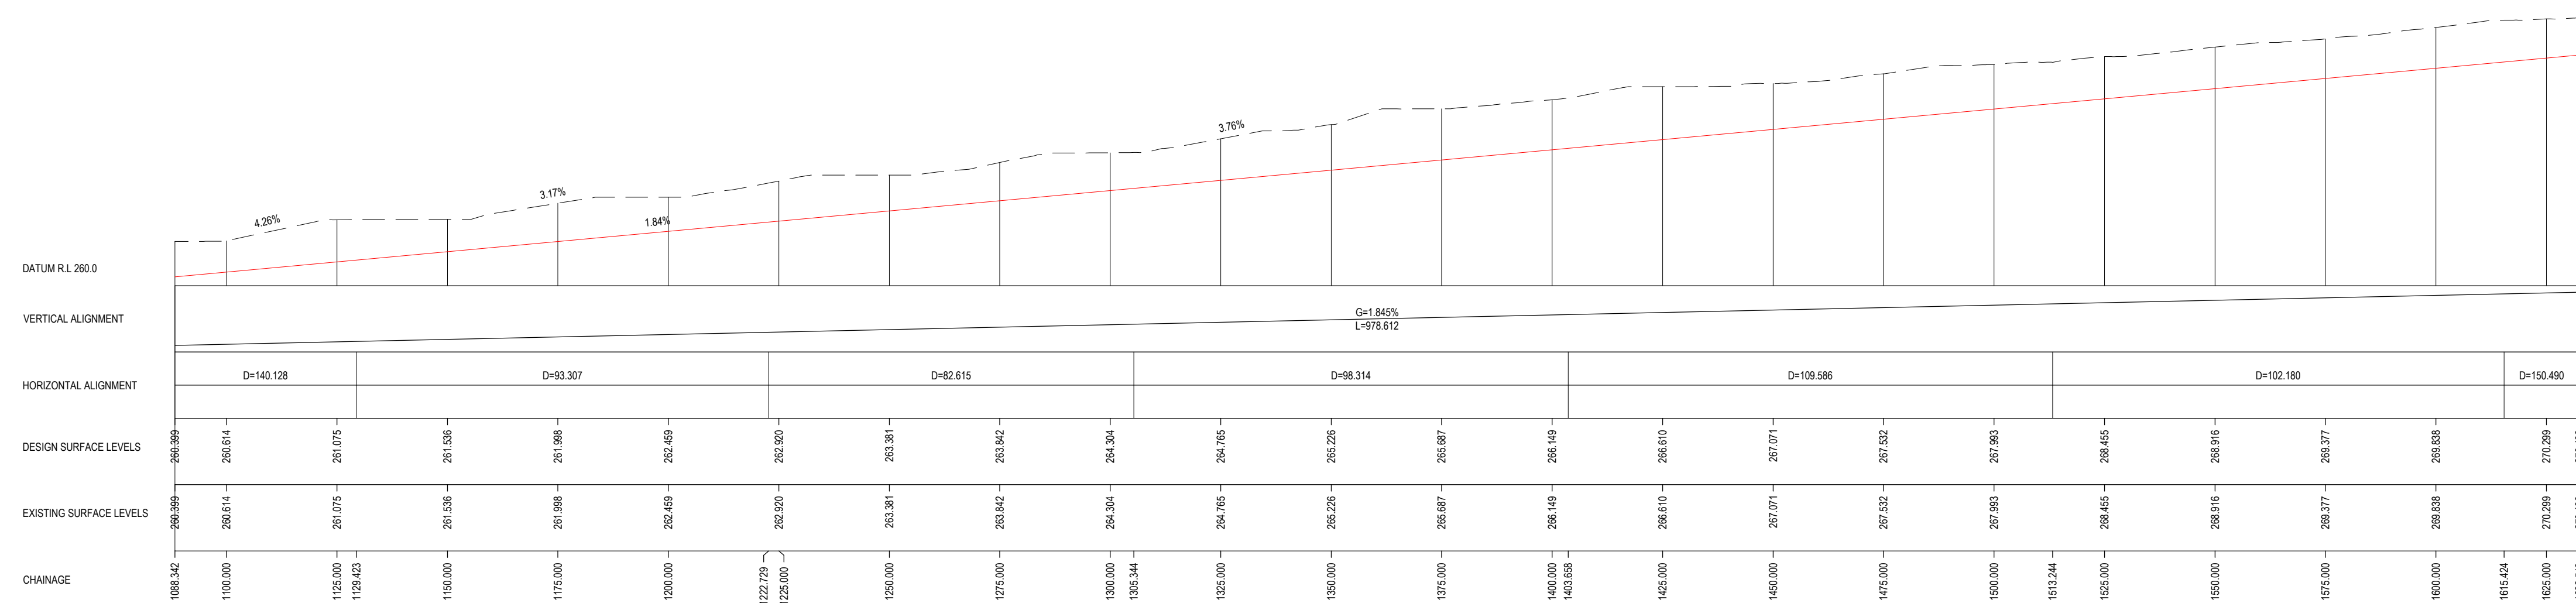 3.76%
3.17%
4.26%
1.84%
DATUM R.L 260.0
VERTICAL ALIGNMENT
G=1.845%
L=978.612
HORIZONTAL ALIGNMENT
D=140.128 D=93.307 D=82.615 D=98.314 D=109.586 D=102.180 D=150.490
DESIGN SURFACE LEVELS
260.399 260.614 261.075 261.536 261.998 262.459 262.920 263.381 263.842 264.304 264.765 265.226 265.687 266.149 266.610 267.071 267.532 267.993 268.455 268.916 269.377 269.838 270.299
EXISTING SURFACE LEVELS
260.399 260.614 261.075 261.536 261.998 262.459 262.920 263.381 263.842 264.304 264.765 265.226 265.687 266.149 266.610 267.071 267.532 267.993 268.455 268.916 269.377 269.838 270.299
CHAINAGE
1088.342 1100.000 1125.000 1129.423 1150.000 1175.000 1200.000 1222.729 1225.000 1250.000 1275.000 1300.000 1305.344 1325.000 1350.000 1375.000 1400.000 1403.658 1425.000 1450.000 1475.000 1500.000 1513.244 1525.000 1550.000 1575.000 1600.000 1615.424 1625.000